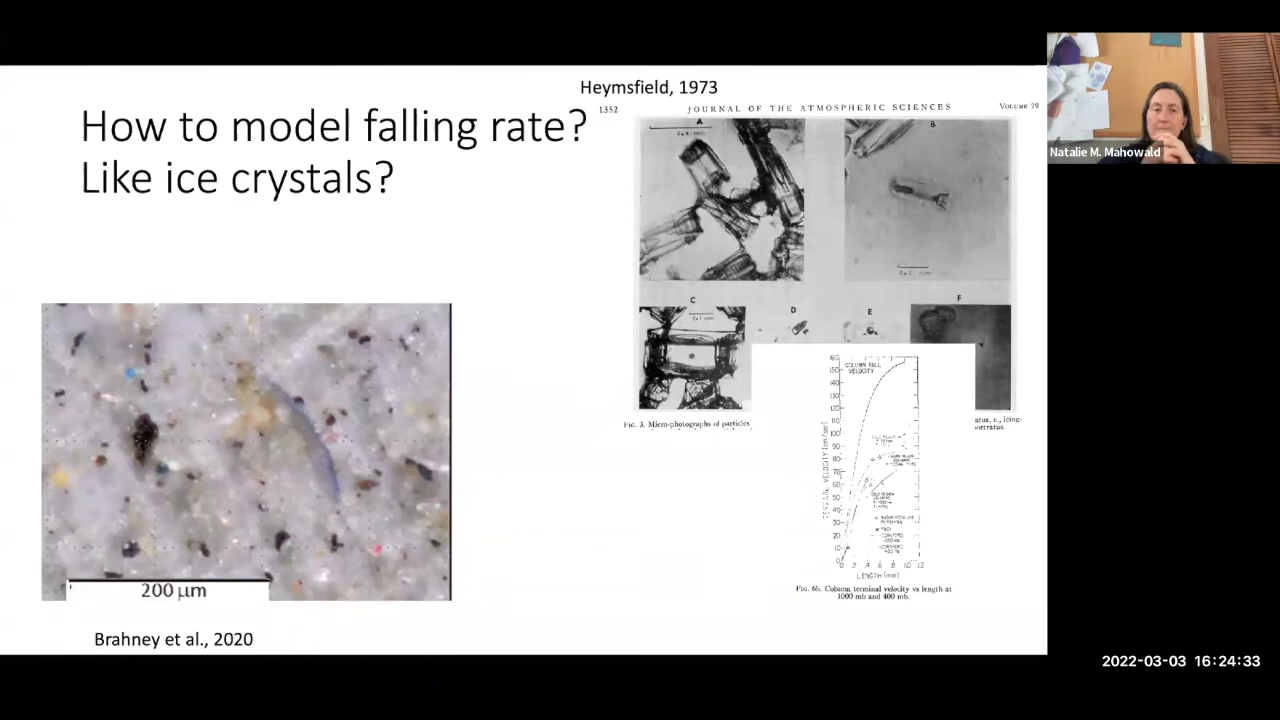 Heymsfield, 1973
How to model falling rate?
Like ice crystals?
1352 JOURNAL OF THE ATMOSPHERIC SCIENCES VOLUME 29
A
B
C
D
E
F
FIG. 3. Micro-photographs of particles
COLUMN FALL
VELOCITY
LENGTH (mm)
FIG. 6b. Column terminal velocity vs length at
1000 mb and 400 mb.
200 µm
Brahney et al., 2020
Natalie M. Mahowald
2022-03-03 16:24:33